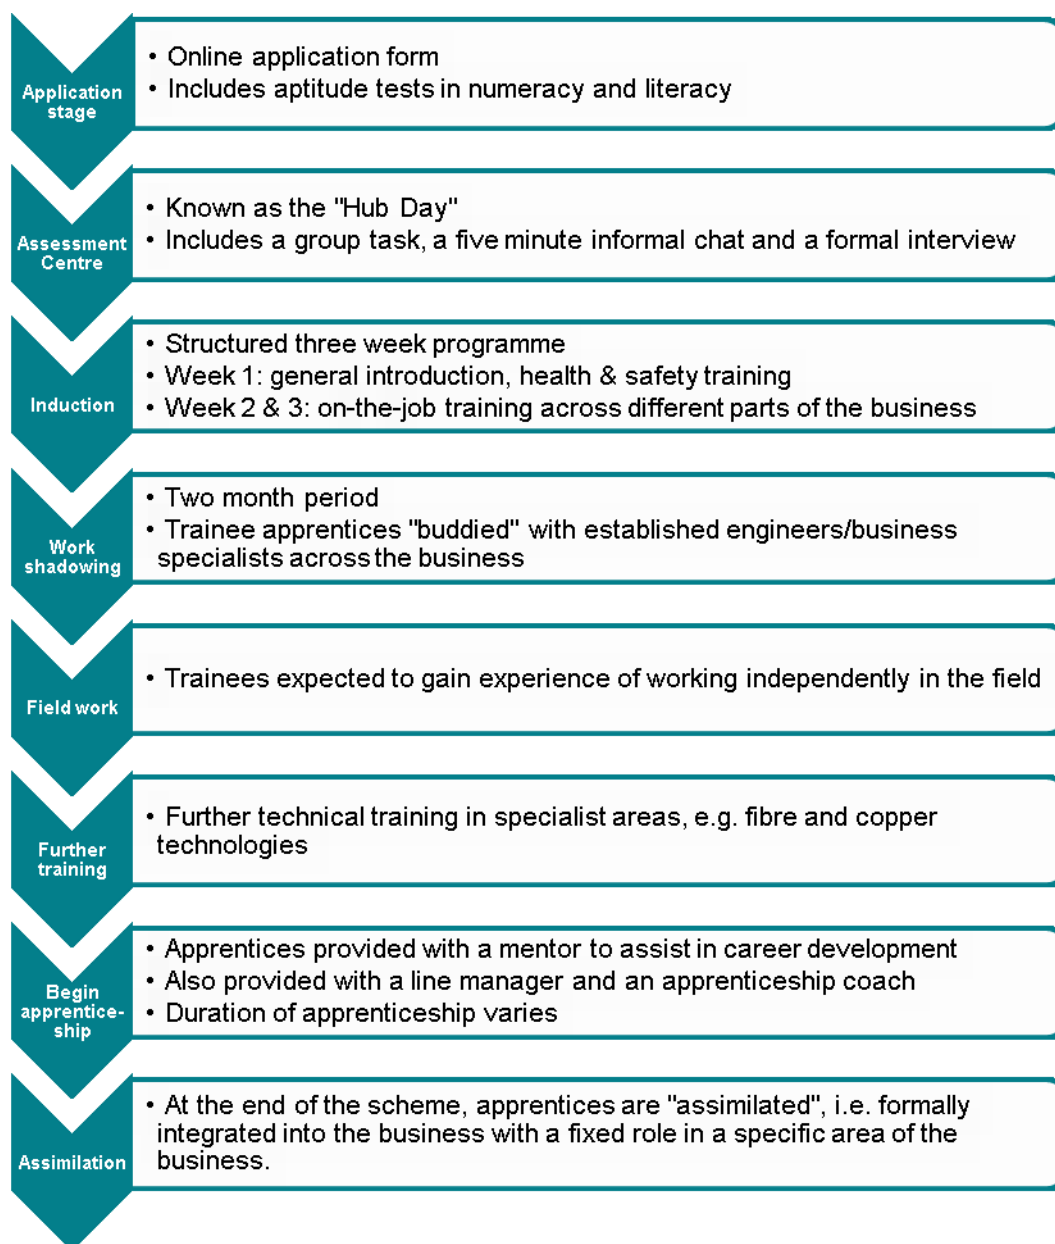 Application
stage
• Online application form
• Includes aptitude tests in numeracy and literacy
Assessment
Centre
• Known as the "Hub Day"
• Includes a group task, a five minute informal chat and a formal interview
Induction
• Structured three week programme
• Week 1: general introduction, health & safety training
• Week 2 & 3: on-the-job training across different parts of the business
Work
shadowing
• Two month period
• Trainee apprentices "buddied" with established engineers/business
specialists across the business
Field work
• Trainees expected to gain experience of working independently in the field
Further
training
• Further technical training in specialist areas, e.g. fibre and copper
technologies
Begin
apprentice-
ship
• Apprentices provided with a mentor to assist in career development
• Also provided with a line manager and an apprenticeship coach
• Duration of apprenticeship varies
Assimilation
• At the end of the scheme, apprentices are "assimilated", i.e. formally
integrated into the business with a fixed role in a specific area of the
business.